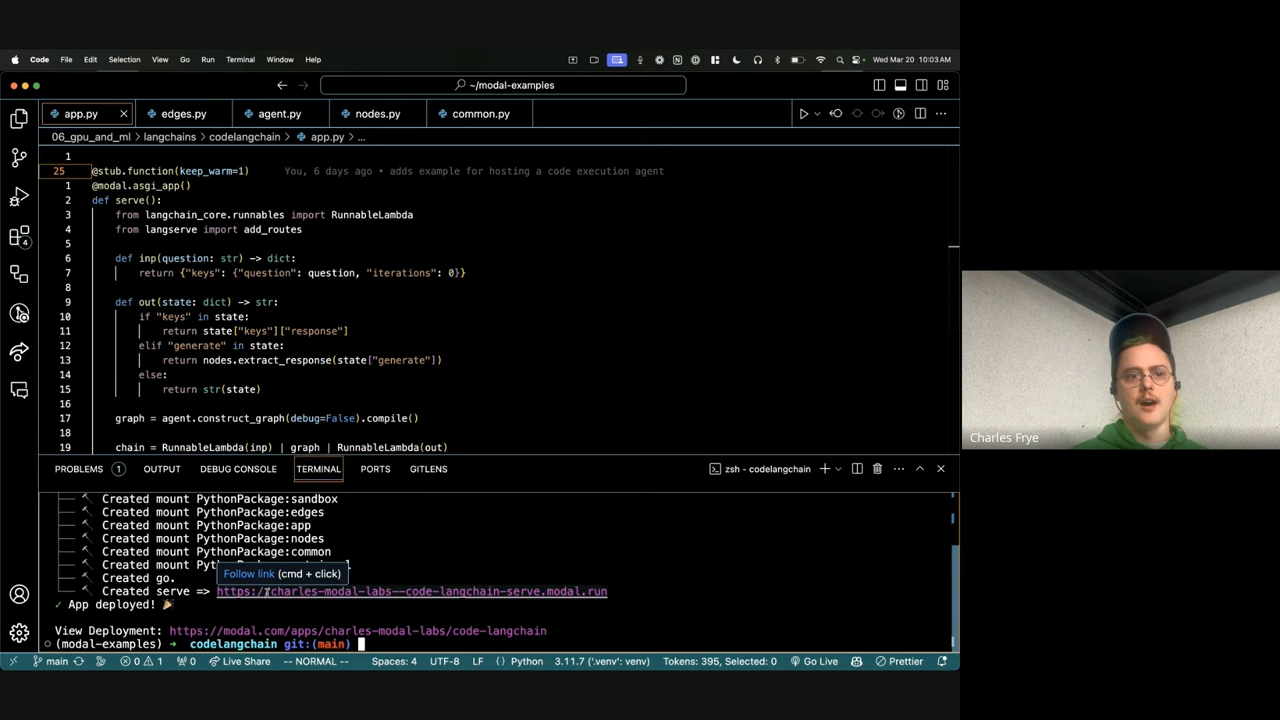 Code File Edit Selection View Go Run Terminal Window Help Wed Mar 20 10:03 AM
~/modal-examples
app.py edges.py agent.py nodes.py common.py
06_gpu_and_ml > langchains > codelangchain > app.py > ...
1
25 @stub.function(keep_warm=1) You, 6 days ago • adds example for hosting a code execution agent
1 @modal.asgi_app()
2 def serve():
3 from langchain_core.runnables import RunnableLambda
4 from langserve import add_routes
5
6 def inp(question: str) -> dict:
7 return {"keys": {"question": question, "iterations": 0}}
8
9 def out(state: dict) -> str:
10 if "keys" in state:
11 return state["keys"]["response"]
12 elif "generate" in state:
13 return nodes.extract_response(state["generate"])
14 else:
15 return str(state)
16
17 graph = agent.construct_graph(debug=False).compile()
18
19 chain = RunnableLambda(inp) | graph | RunnableLambda(out)
Charles Frye
4
PROBLEMS 1 OUTPUT DEBUG CONSOLE TERMINAL PORTS GITLENS zsh - codelangchain
Created mount PythonPackage:sandbox
Created mount PythonPackage:edges
Created mount PythonPackage:app
Created mount PythonPackage:nodes
Created mount PythonPackage:common
Created mount
Follow link (cmd + click)
Created go.
Created serve => https://charles-modal-labs--code-langchain-serve.modal.run
✓ App deployed! 🎉
View Deployment: https://modal.com/apps/charles-modal-labs/code-langchain
(modal-examples) → codelangchain git:(main)
main 0 1 0 Live Share -- NORMAL -- Spaces: 4 UTF-8 LF {} Python 3.11.7 ('.venv': venv) Tokens: 395, Selected: 0 Go Live Prettier